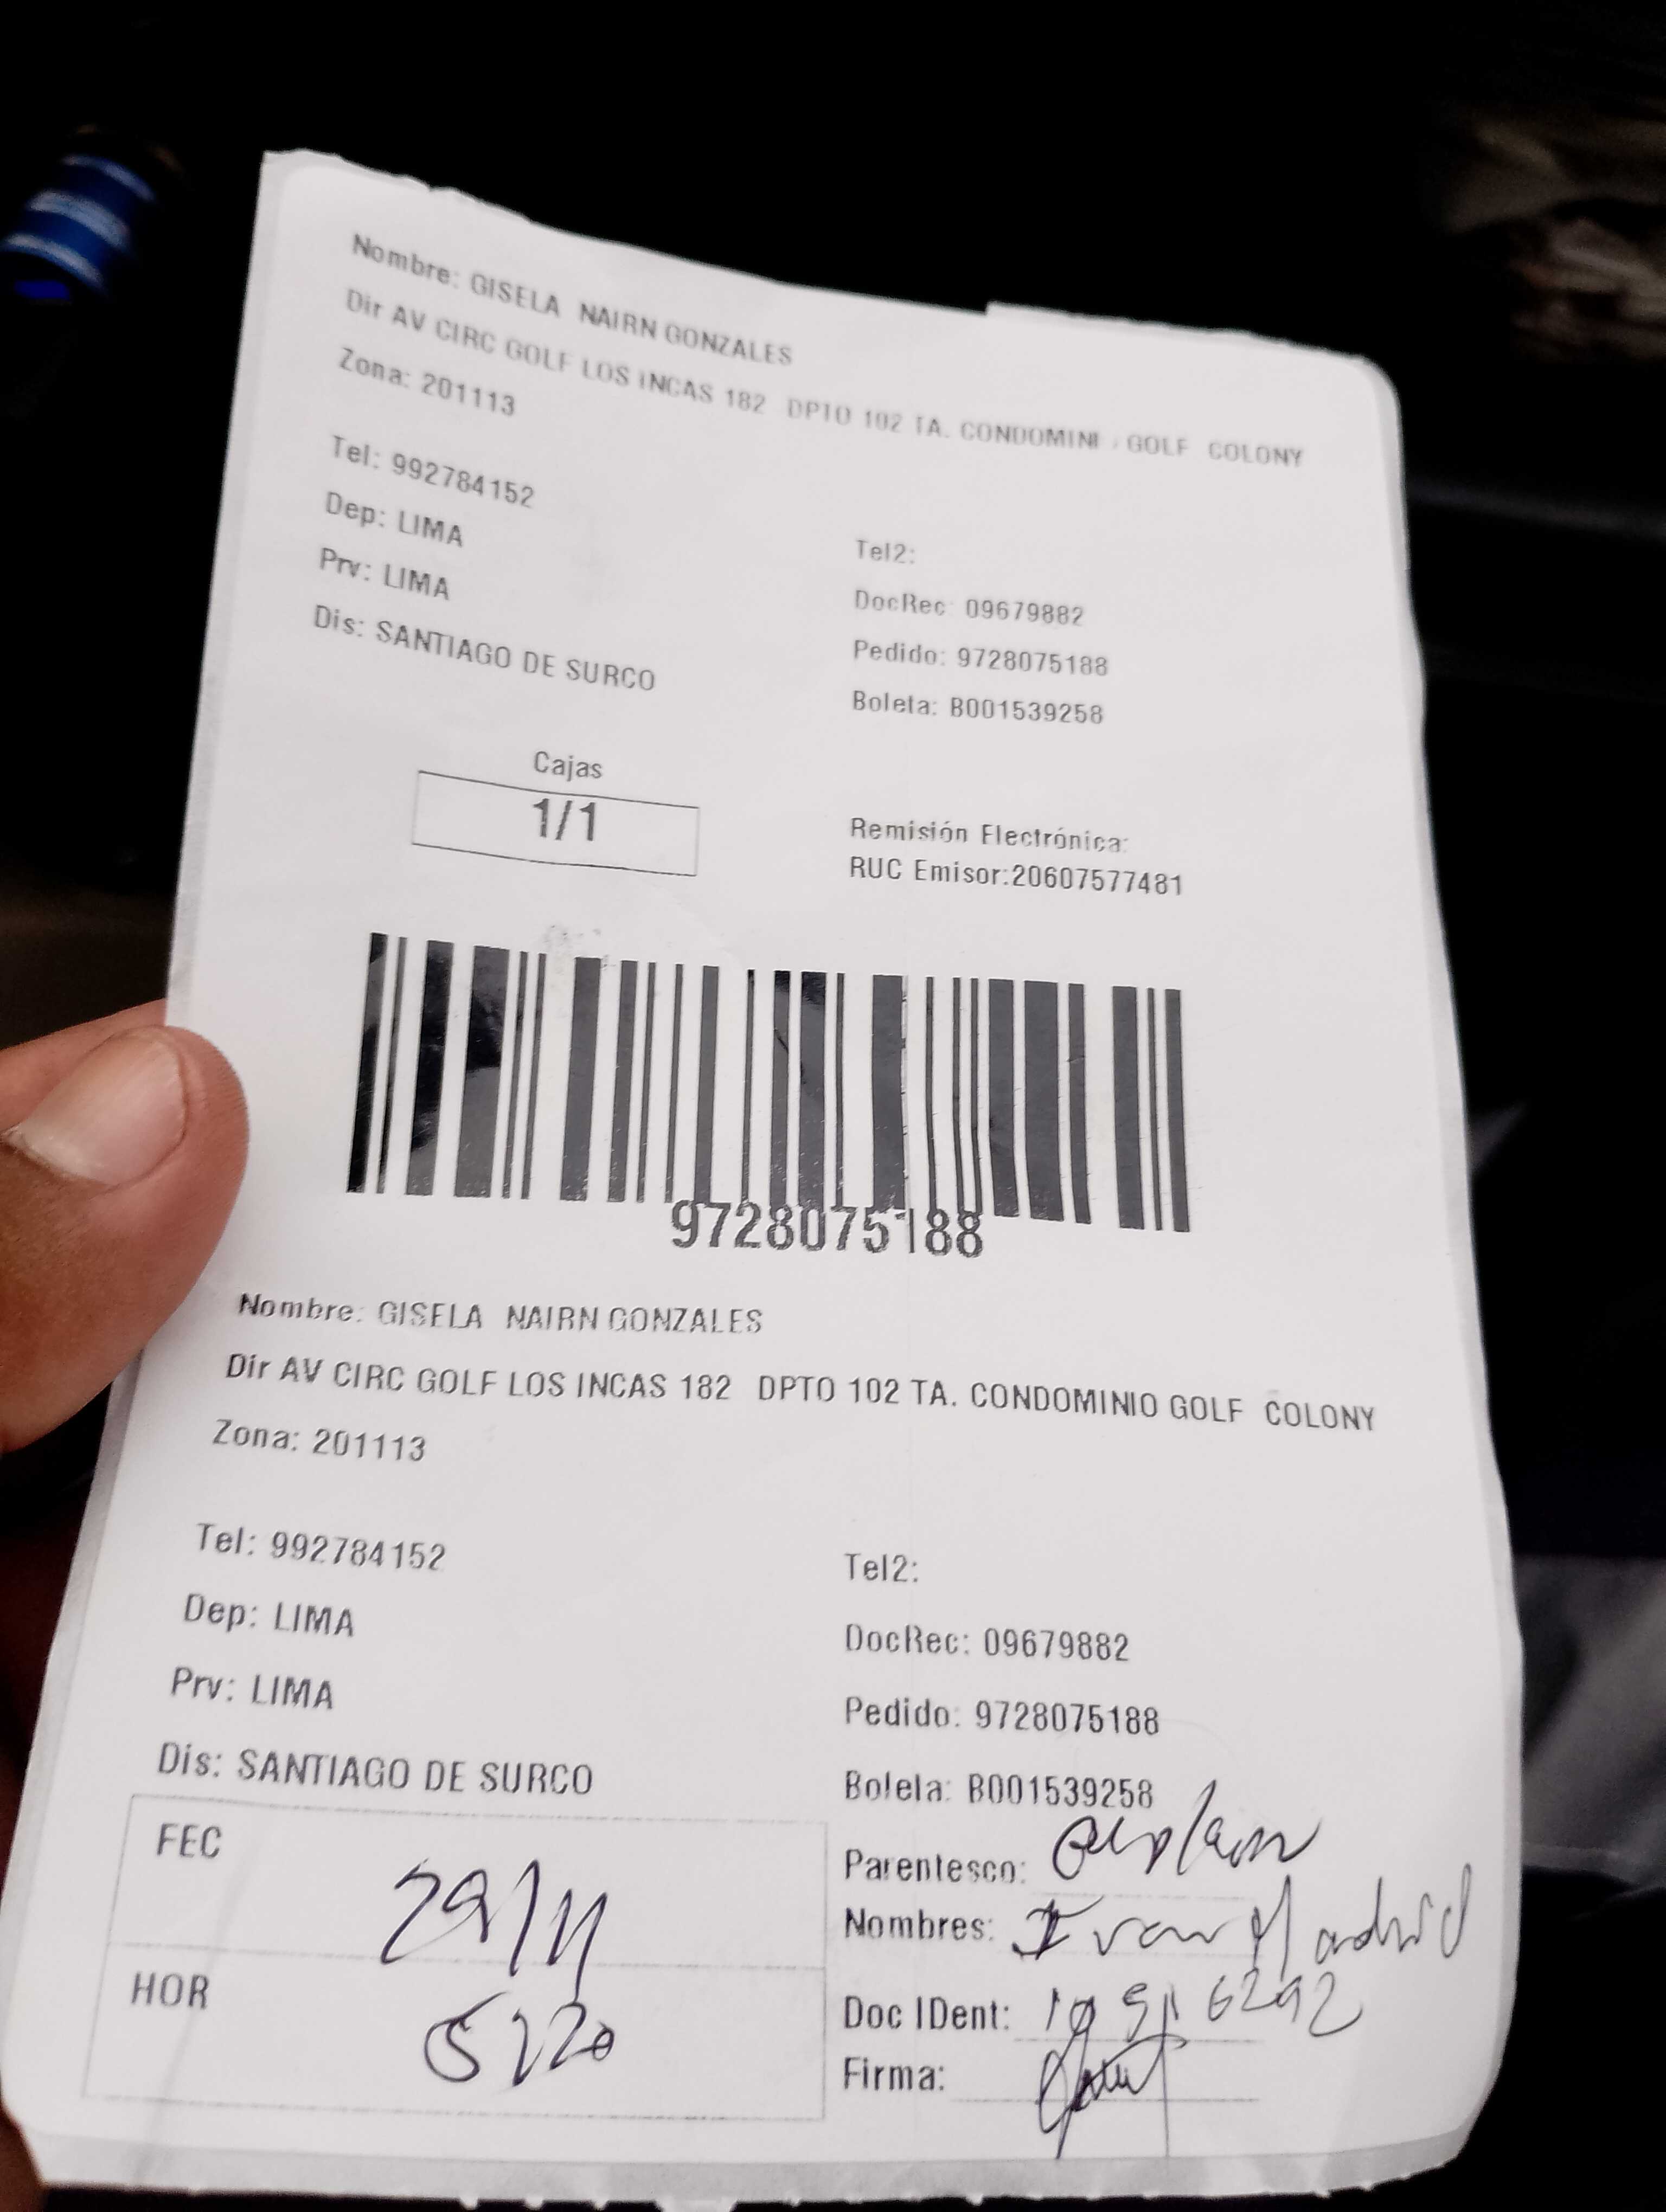 Nombre: GISELA NAIRN GONZALES
Dir AV CIRC GOLF LOS INCAS 182 DPTO 102 TA. CONDOMINI GOLF COLONY
Zona: 201113
Tel: 992784152
Dep: LIMA
Prv: LIMA
Dis: SANTIAGO DE SURCO
Tel2:
DocRec: 09679882
Pedido: 9728075188
Boleta: B001539258
Cajas
1/1
Remisión Electrónica:
RUC Emisor:20607577481
9728075188
Nombre: GISELA NAIRN GONZALES
Dir AV CIRC GOLF LOS INCAS 182 DPTO 102 TA. CONDOMINIO GOLF COLONY
Zona: 201113
Tel: 992784152
Dep: LIMA
Prv: LIMA
Dis: SANTIAGO DE SURCO
Tel2:
DocRec: 09679882
Pedido: 9728075188
Boleta: B001539258
FEC 29/11
HOR
Parentesco:
Nombres: Ivan Madrid
Doc IDent:
Firma: